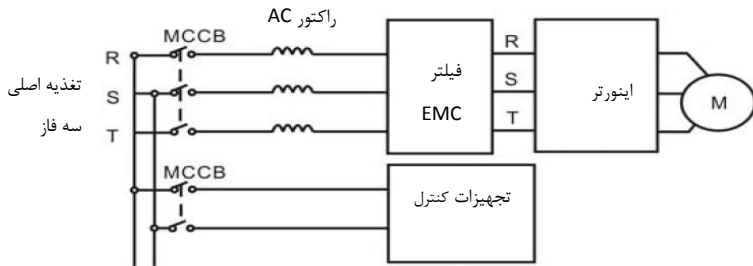 راکتور AC
MCCB
R
S
T
تغذیه اصلی
سه فاز
فیلتر
EMC
R
S
T
اینورتر
M
MCCB
تجهیزات کنترل